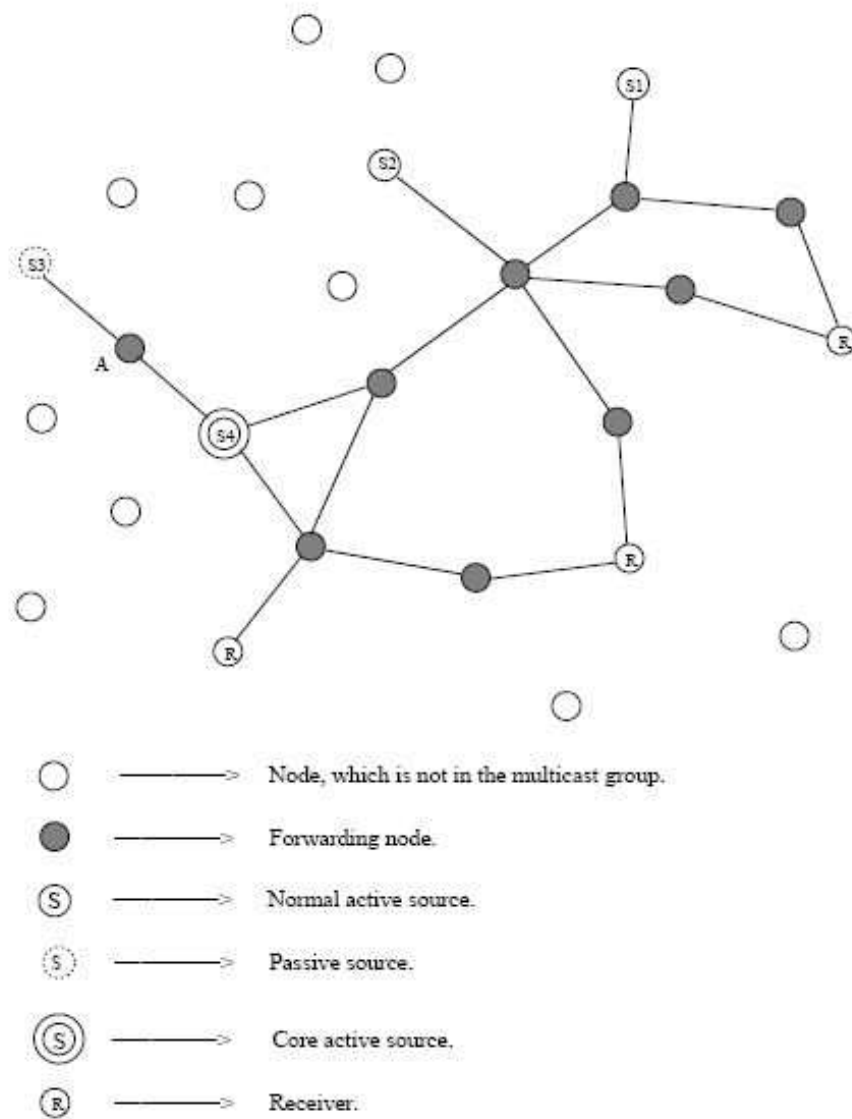 S1
S2
S3
R
A
S4
R
R
Node, which is not in the multicast group.
Forwarding node.
S Normal active source.
S Passive source.
S Core active source.
R Receiver.